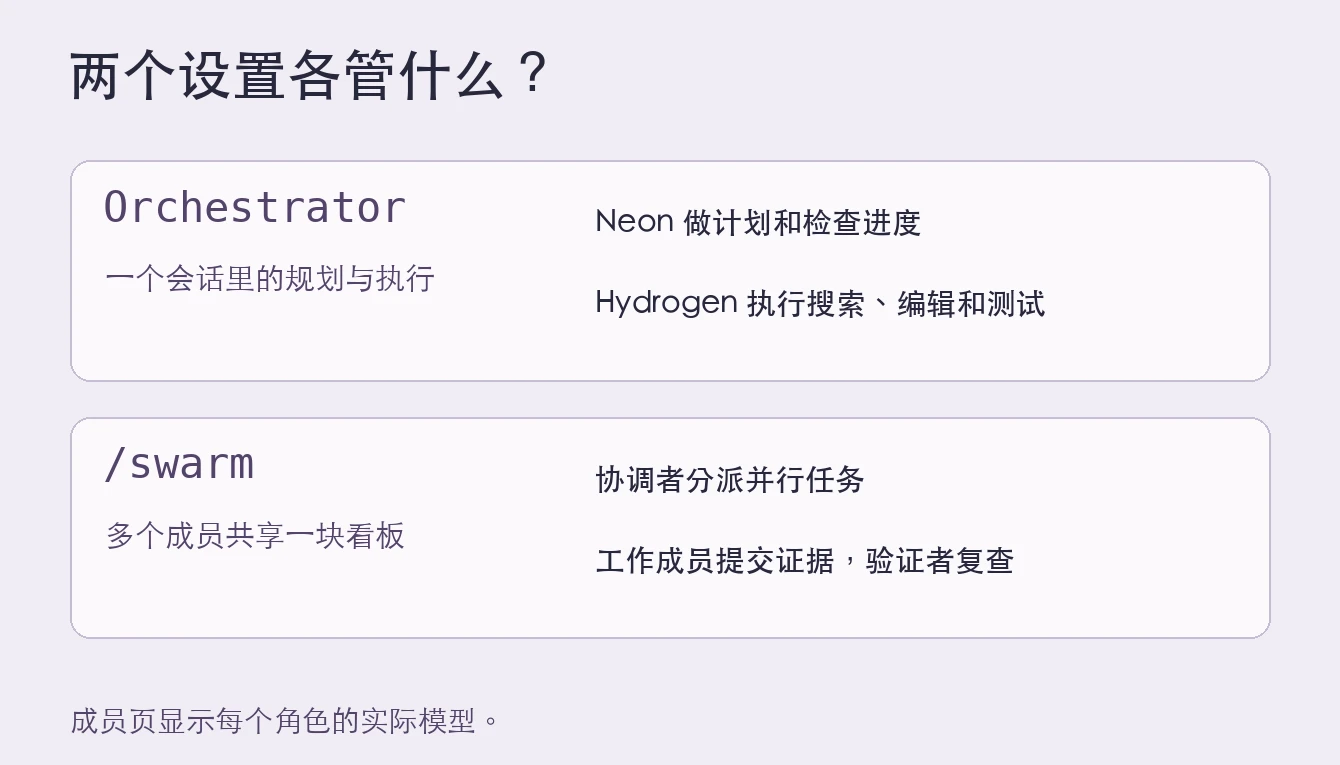 两个设置各管什么？
Orchestrator
一个会话里的规划与执行
Neon 做计划和检查进度
Hydrogen 执行搜索、编辑和测试
/swarm
多个成员共享一块看板
协调者分派并行任务
工作成员提交证据，验证者复查
成员页显示每个角色的实际模型。